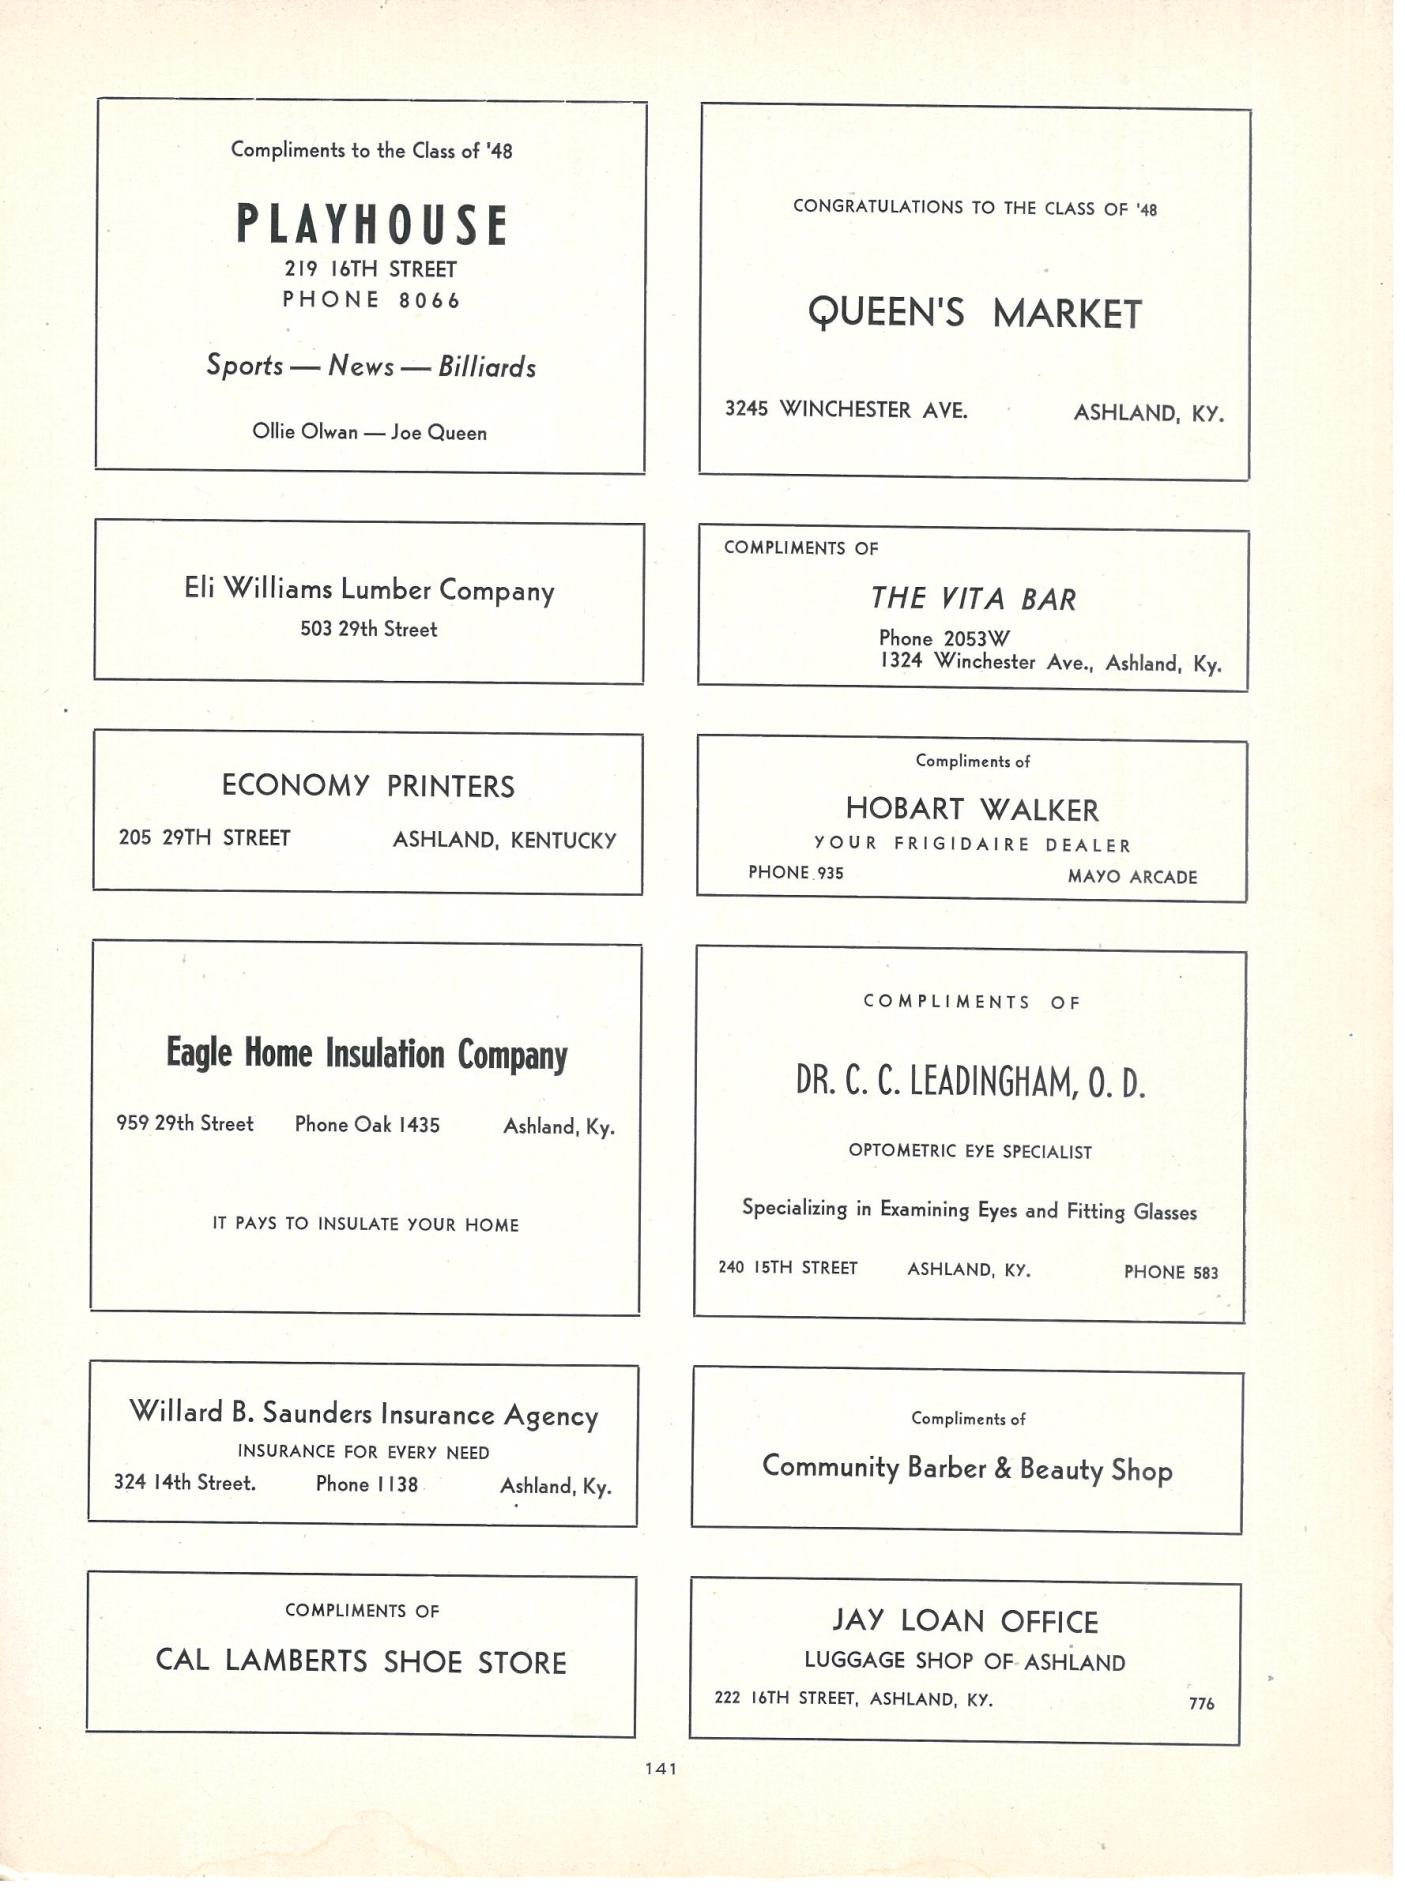 Compliments to the Class of '48
PLAYHOUSE
219 16TH STREET
PHONE 8066
Sports — News — Billiards
Ollie Olwan — Joe Queen
CONGRATULATIONS TO THE CLASS OF '48
QUEEN'S MARKET
3245 WINCHESTER AVE. ASHLAND, KY.
Eli Williams Lumber Company
503 29th Street
COMPLIMENTS OF
THE VITA BAR
Phone 2053W
1324 Winchester Ave., Ashland, Ky.
ECONOMY PRINTERS
205 29TH STREET ASHLAND, KENTUCKY
Compliments of
HOBART WALKER
YOUR FRIGIDAIRE DEALER
PHONE 935 MAYO ARCADE
Eagle Home Insulation Company
959 29th Street Phone Oak 1435 Ashland, Ky.
IT PAYS TO INSULATE YOUR HOME
COMPLIMENTS OF
DR. C. C. LEADINGHAM, O. D.
OPTOMETRIC EYE SPECIALIST
Specializing in Examining Eyes and Fitting Glasses
240 15TH STREET ASHLAND, KY. PHONE 583
Willard B. Saunders Insurance Agency
INSURANCE FOR EVERY NEED
324 14th Street. Phone 1138 Ashland, Ky.
Compliments of
Community Barber & Beauty Shop
COMPLIMENTS OF
CAL LAMBERTS SHOE STORE
JAY LOAN OFFICE
LUGGAGE SHOP OF ASHLAND
222 16TH STREET, ASHLAND, KY. 776
141